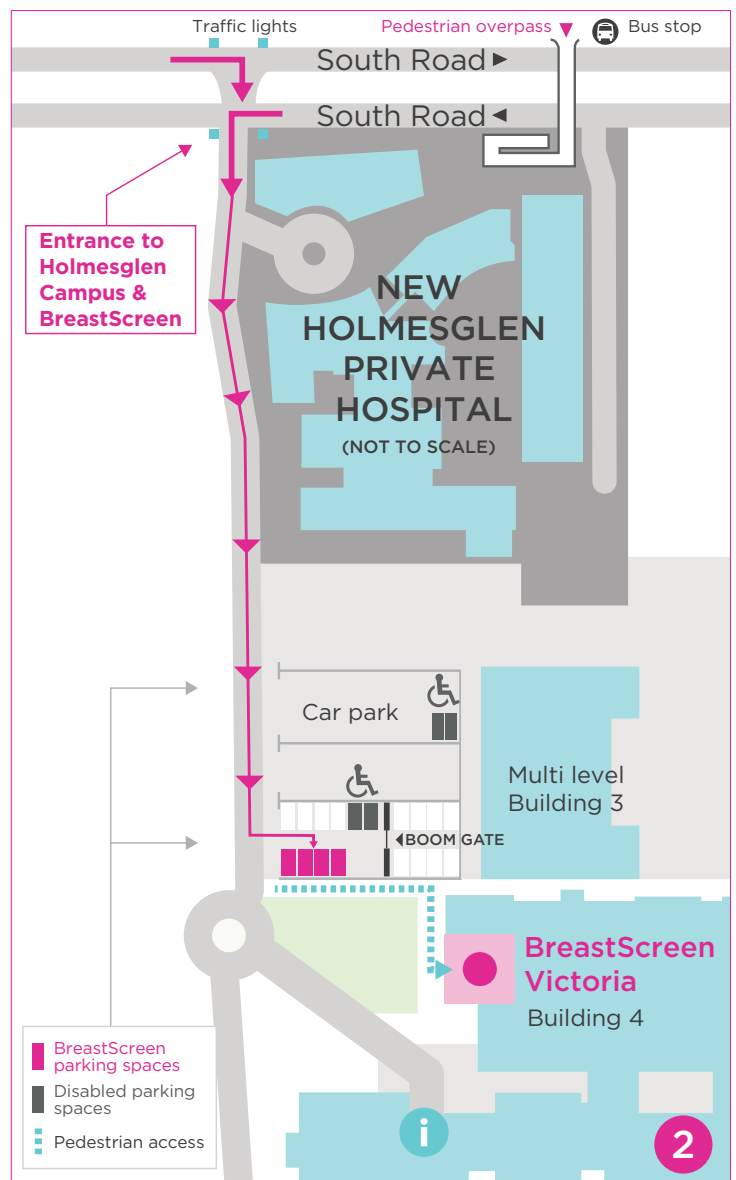 Traffic lights
Pedestrian overpass
Bus stop
South Road
South Road
Entrance to
Holmesglen
Campus &
BreastScreen
NEW
HOLMESGLEN
PRIVATE
HOSPITAL
(NOT TO SCALE)
Car park
Multi level
Building 3
BOOM GATE
BreastScreen
Victoria
Building 4
BreastScreen
parking spaces
Disabled parking
spaces
Pedestrian access
i
2